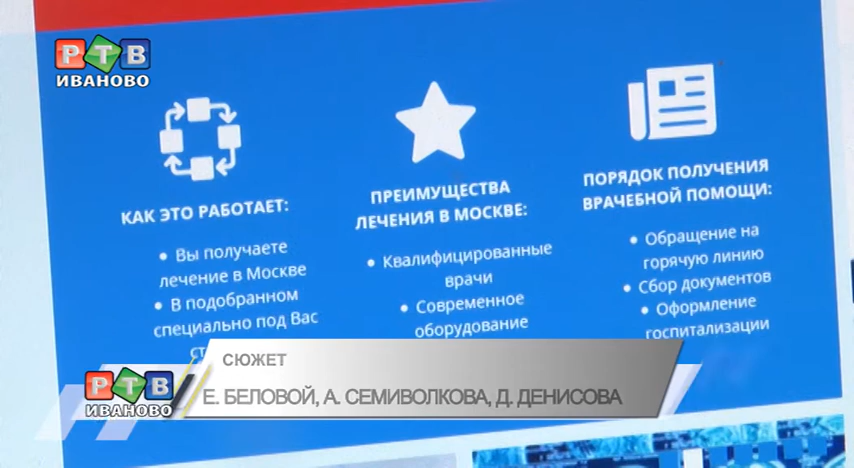 РТВ
ИВАНОВО
КАК ЭТО РАБОТАЕТ:
• Вы получаете
лечение в Москве
• В подобранном
специально под Вас
ПРЕИМУЩЕСТВА
ЛЕЧЕНИЯ В МОСКВЕ:
• Квалифицированные
врачи
• Современное
оборудование
ПОРЯДОК ПОЛУЧЕНИЯ
ВРАЧЕБНОЙ ПОМОЩИ:
• Обращение на
горячую линию
• Сбор документов
• Оформление
госпитализации
СЮЖЕТ
РТВ
ИВАНОВО
Е. БЕЛОВОЙ, А. СЕМИВОЛКОВА, Д. ДЕНИСОВА